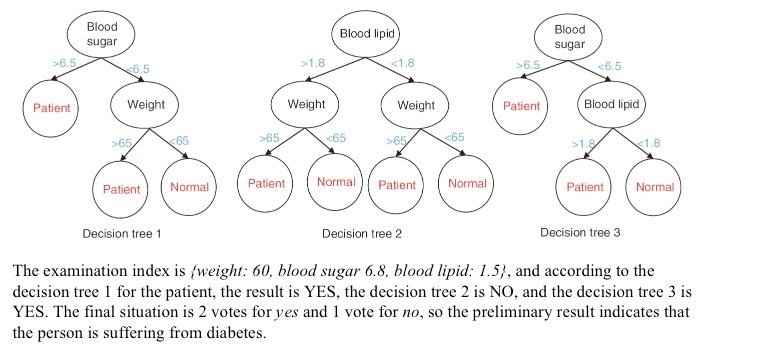 Blood
sugar
>6.5
<6.5
Patient
Weight
>65
<65
Patient
Normal
Decision tree 1
Blood lipid
>1.8
<1.8
Weight
Weight
>65
<65
>65
<65
Patient
Normal
Patient
Normal
Decision tree 2
Blood
sugar
>6.5
<6.5
Patient
Blood lipid
>1.8
<1.8
Patient
Normal
Decision tree 3
The examination index is {weight: 60, blood sugar 6.8, blood lipid: 1.5}, and according to the
decision tree 1 for the patient, the result is YES, the decision tree 2 is NO, and the decision tree 3 is
YES. The final situation is 2 votes for yes and 1 vote for no, so the preliminary result indicates that
the person is suffering from diabetes.